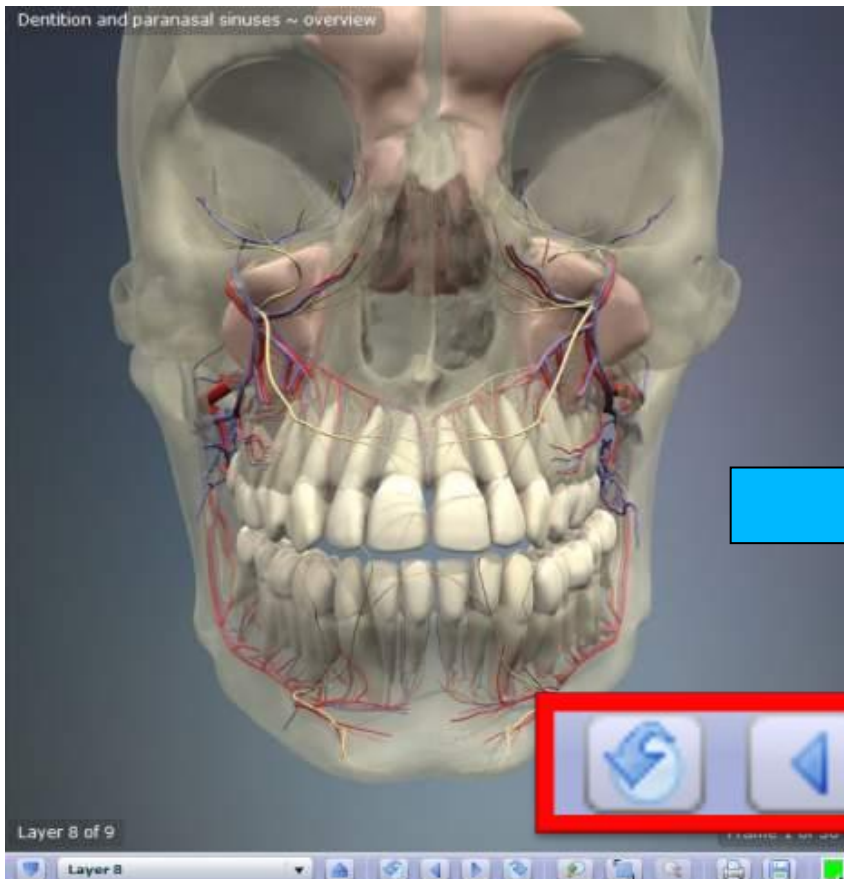 Dentition and paranasal sinuses ~ overview
Layer 8 of 9
Layer 8